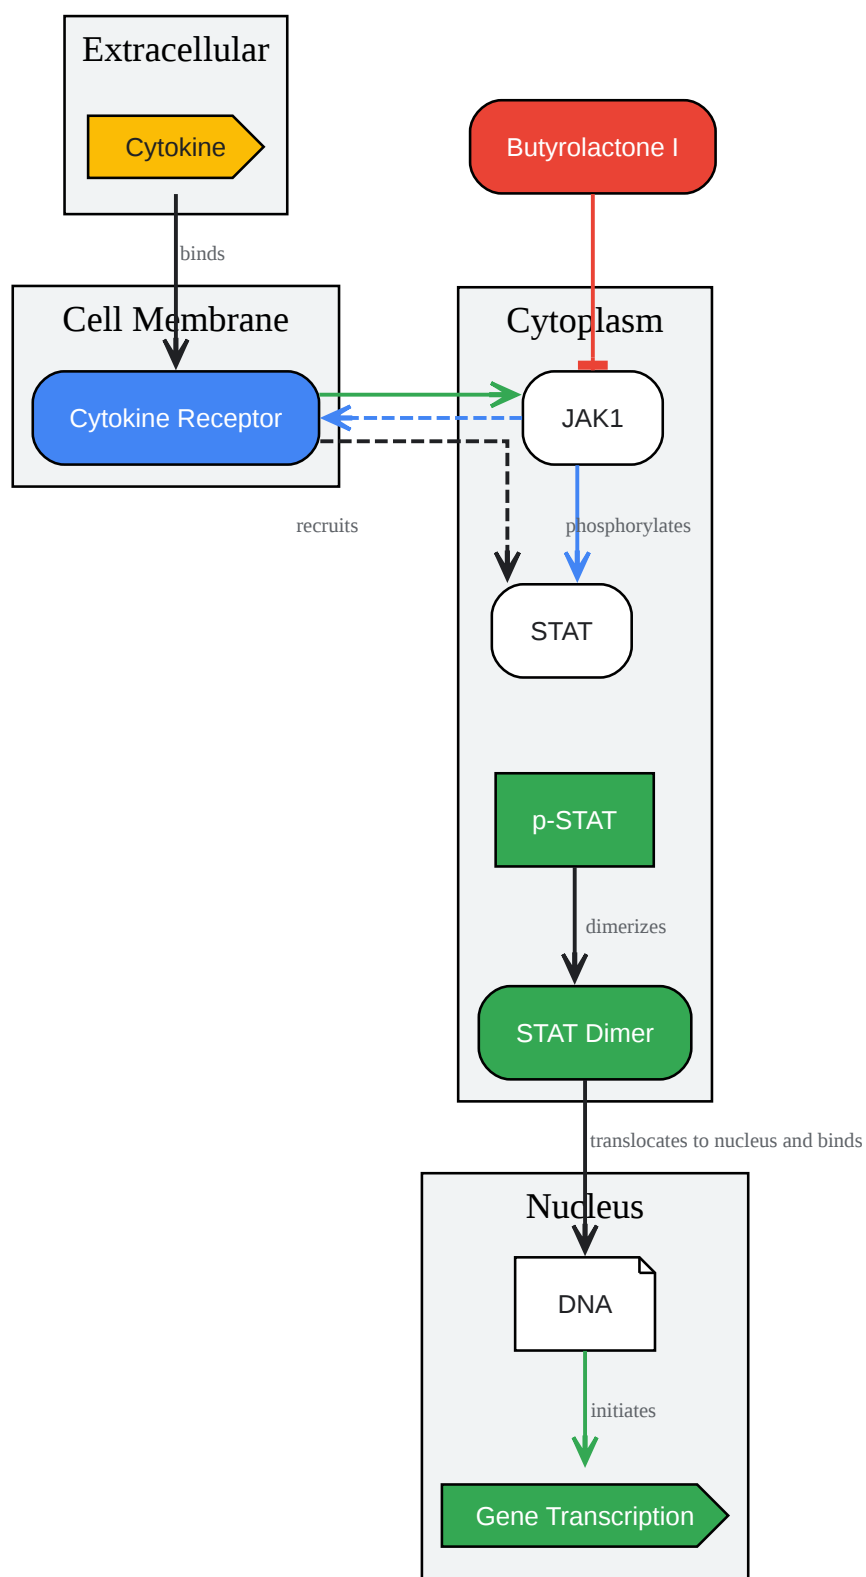 Extracellular
Cytokine
Butyrolactone I
binds
Cell Membrane
Cytoplasm
Cytokine Receptor
JAK1
recruits
phosphorylates
STAT
p-STAT
dimerizes
STAT Dimer
translocates to nucleus and binds
Nucleus
DNA
initiates
Gene Transcription